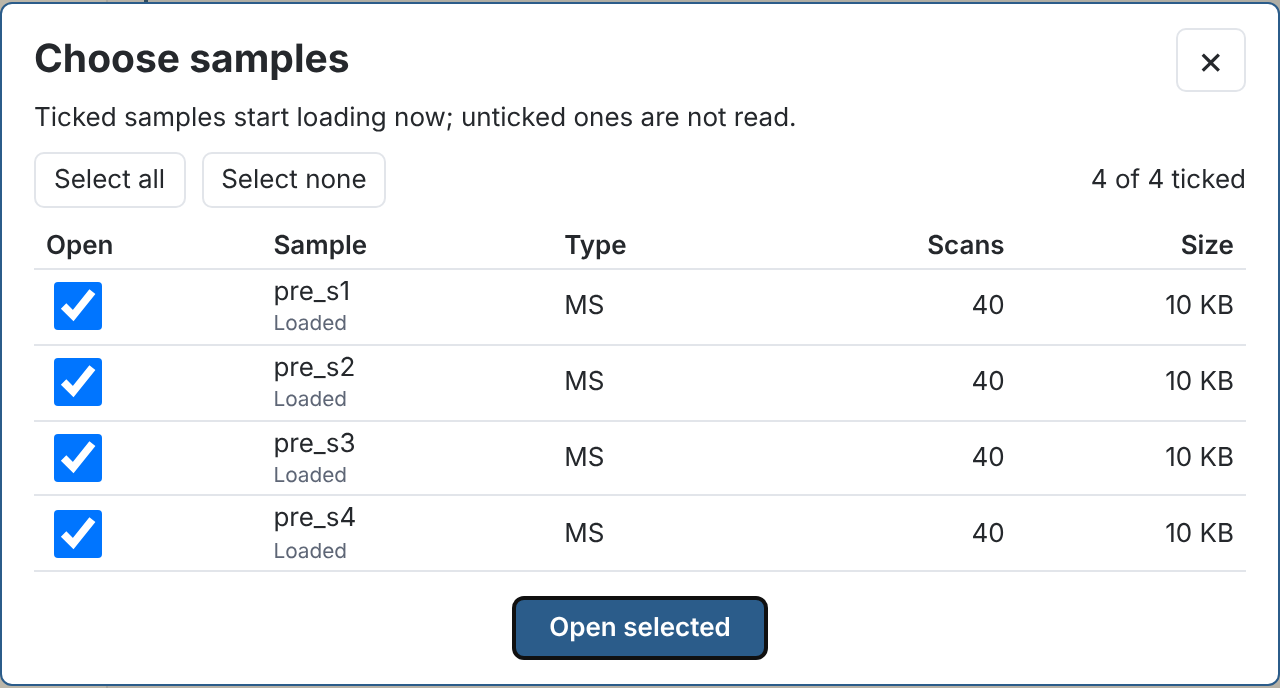 Choose samples
×
Ticked samples start loading now; unticked ones are not read.
Select all Select none 4 of 4 ticked
Open Sample Type Scans Size
pre_s1 MS 40 10 KB
Loaded
pre_s2 MS 40 10 KB
Loaded
pre_s3 MS 40 10 KB
Loaded
pre_s4 MS 40 10 KB
Loaded
Open selected